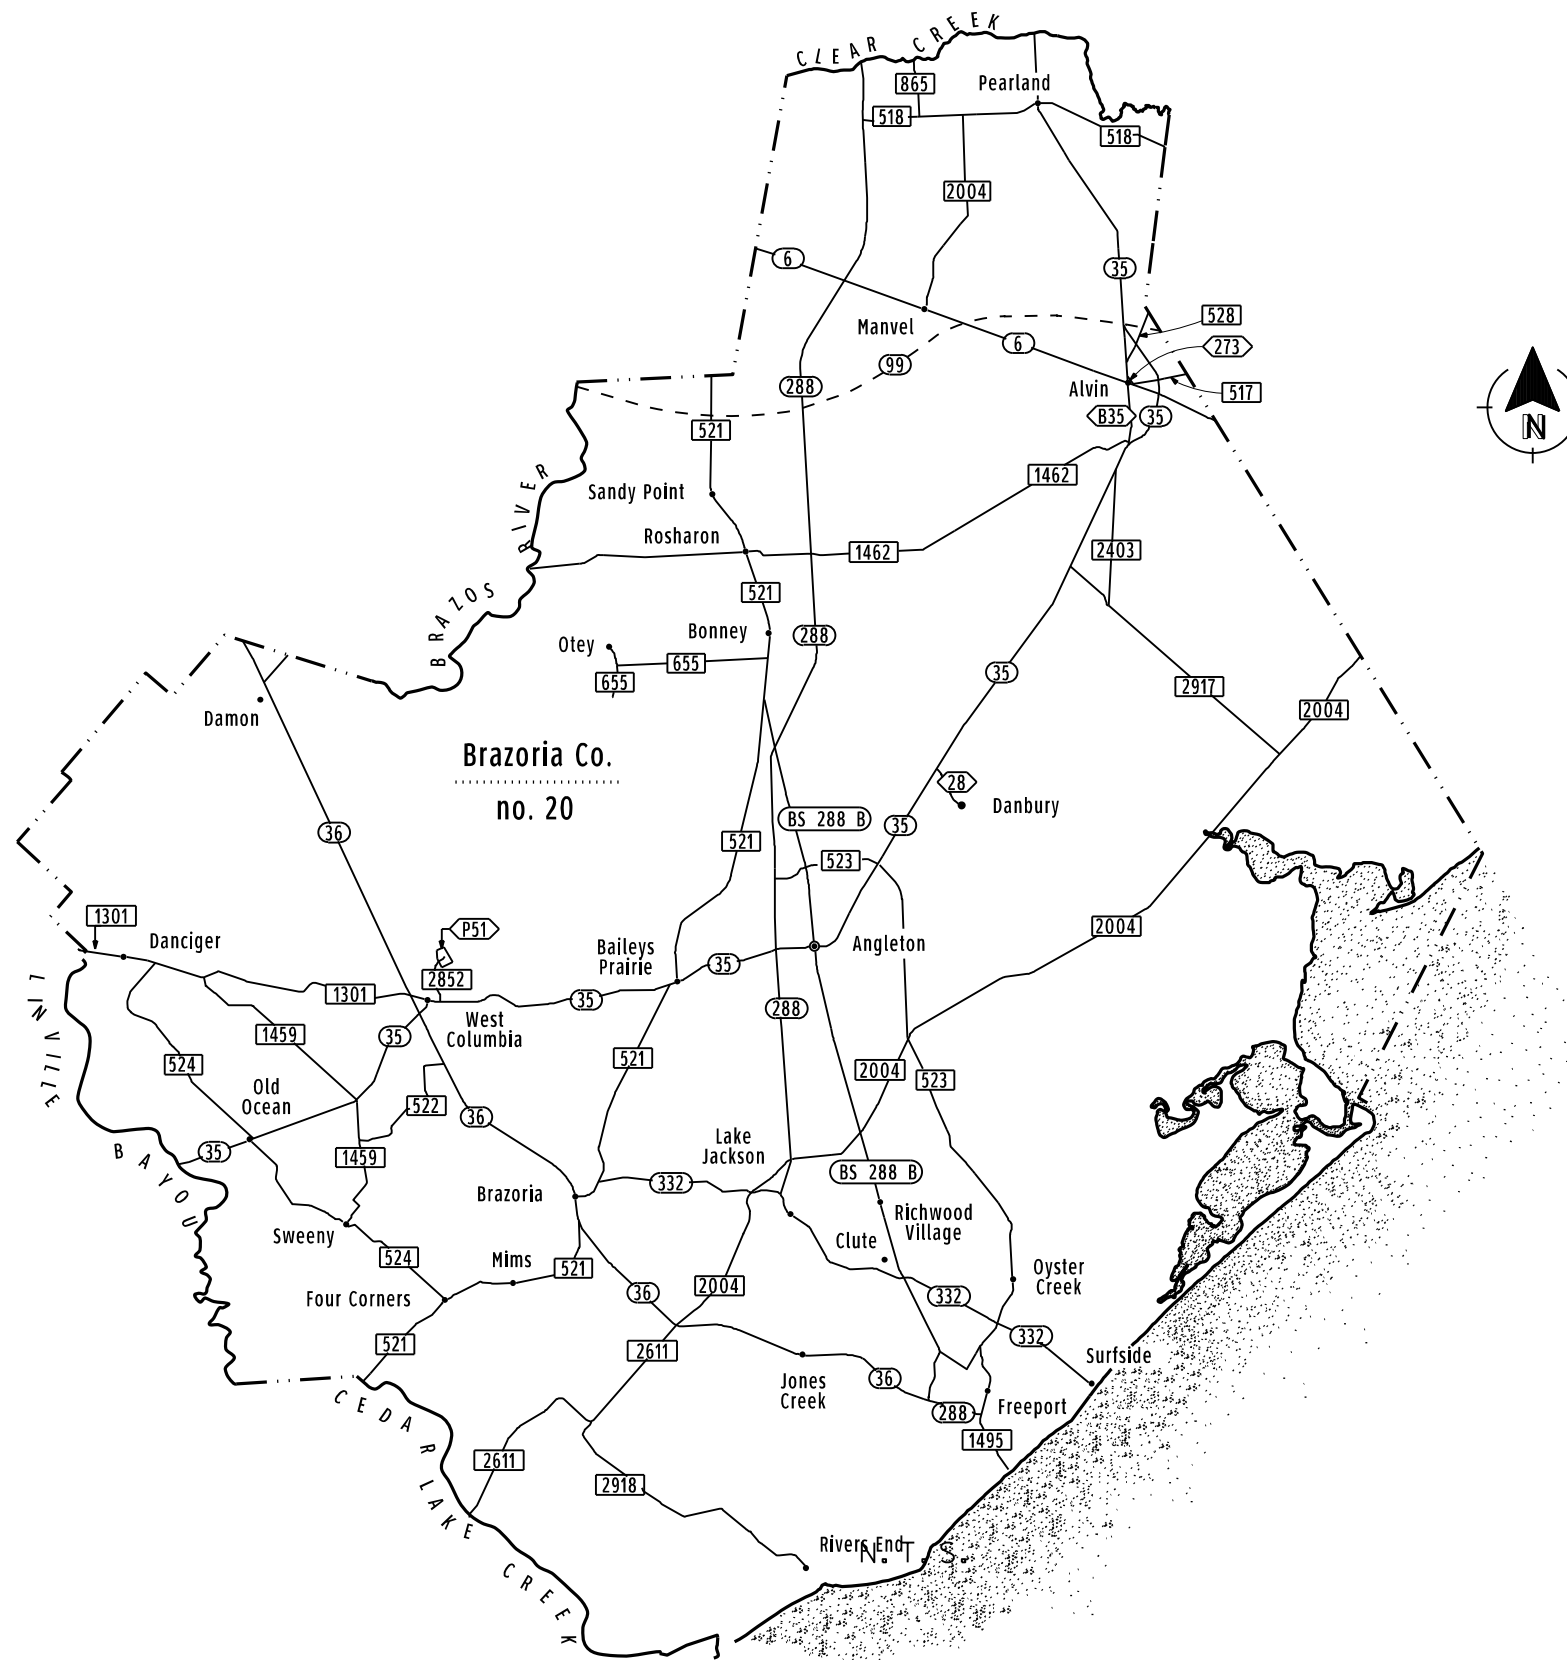 CLEAR CREEK
865
Pearland
518
518
2004
6
35
Manvel
528
6
273
99
288
Alvin
517
B35
35
521
1462
Sandy Point
BRAZOS RIVER
Rosharon
1462
2403
521
Bonney
288
Otey
655
655
35
2917
Damon
2004
Brazoria Co.
no. 20
28
Danbury
BS 288 B
35
36
521
523
1301
P51
2004
Danciger
Baileys
Prairie
Angleton
35
2852
1301
35
288
LINVILLE BAYOU
West
Columbia
1459
35
521
524
2004
523
Old
Ocean
522
36
Lake
Jackson
35
1459
332
BS 288 B
Brazoria
Richwood
Village
Sweeny
Clute
524
Mims
521
Oyster
Creek
2004
36
332
Four Corners
332
521
2611
Surfside
Jones
Creek
36
CEDAR LAKE CREEK
288
Freeport
1495
2611
2918
Rivers End
N.T.S.
N